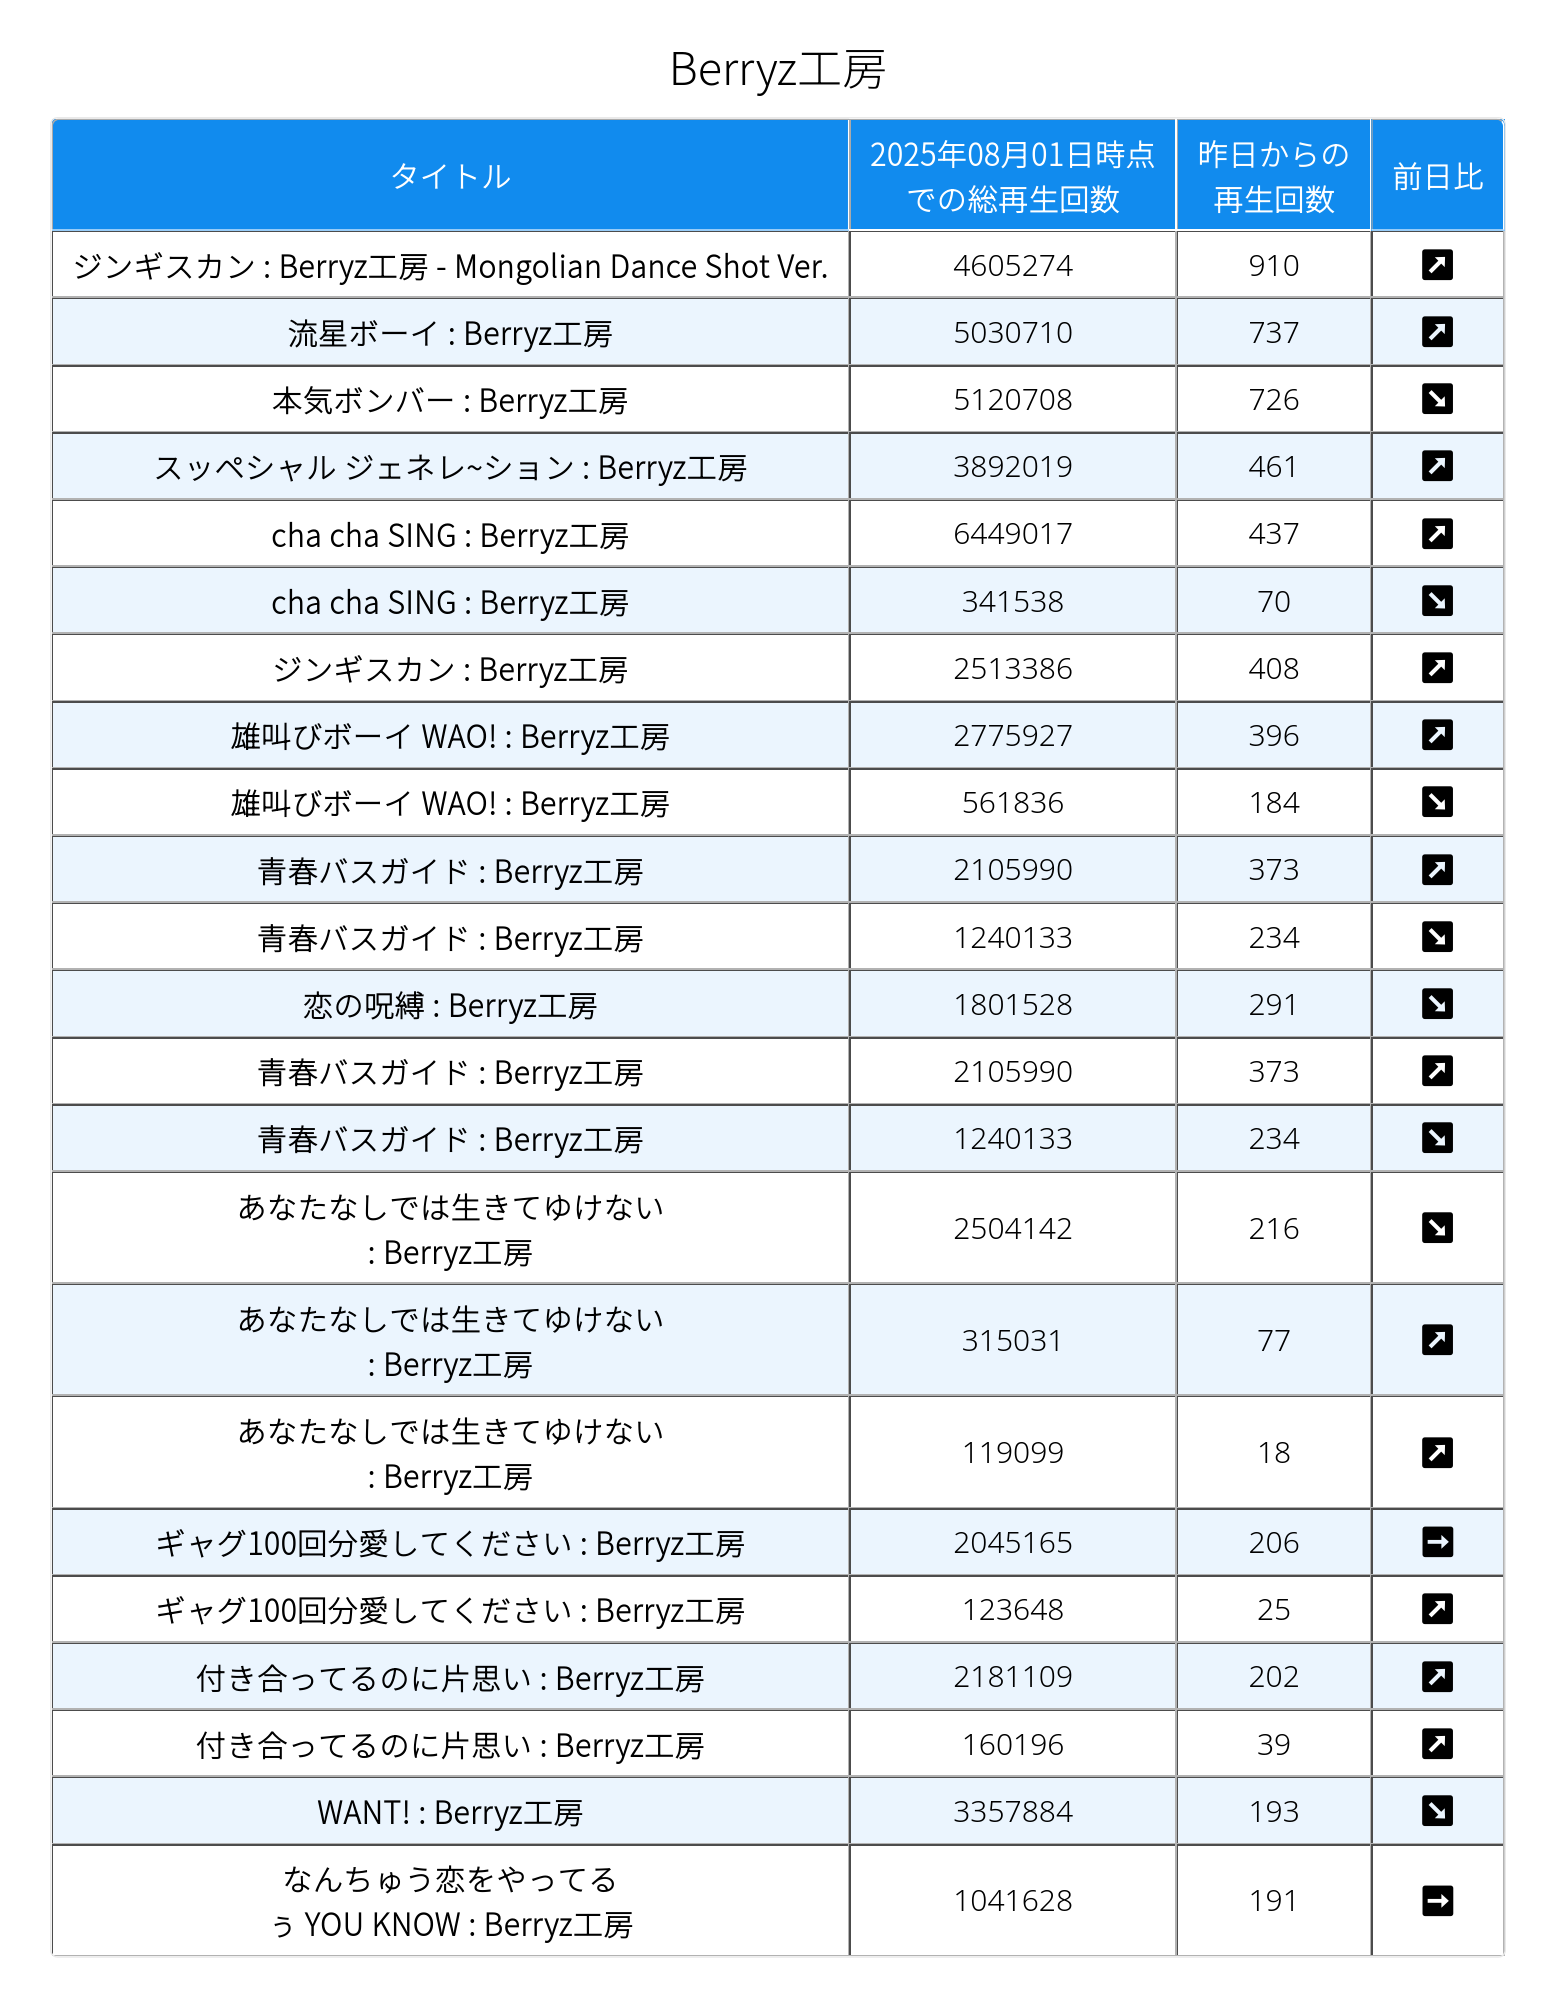 Berryz工房
タイトル 2025年08月01日時点での総再生回数 昨日からの再生回数 前日比
ジンギスカン : Berryz工房 - Mongolian Dance Shot Ver. 4605274 910 ↗
流星ボーイ : Berryz工房 5030710 737 ↗
本気ボンバー : Berryz工房 5120708 726 ↘
スッペシャル ジェネレ~ション : Berryz工房 3892019 461 ↗
cha cha SING : Berryz工房 6449017 437 ↗
cha cha SING : Berryz工房 341538 70 ↘
ジンギスカン : Berryz工房 2513386 408 ↗
雄叫びボーイ WAO! : Berryz工房 2775927 396 ↗
雄叫びボーイ WAO! : Berryz工房 561836 184 ↘
青春バスガイド : Berryz工房 2105990 373 ↗
青春バスガイド : Berryz工房 1240133 234 ↘
恋の呪縛 : Berryz工房 1801528 291 ↘
青春バスガイド : Berryz工房 2105990 373 ↗
青春バスガイド : Berryz工房 1240133 234 ↘
あなたなしでは生きてゆけない
: Berryz工房 2504142 216 ↘
あなたなしでは生きてゆけない
: Berryz工房 315031 77 ↗
あなたなしでは生きてゆけない
: Berryz工房 119099 18 ↗
ギャグ100回分愛してください : Berryz工房 2045165 206 →
ギャグ100回分愛してください : Berryz工房 123648 25 ↗
付き合ってるのに片思い : Berryz工房 2181109 202 ↗
付き合ってるのに片思い : Berryz工房 160196 39 ↗
WANT! : Berryz工房 3357884 193 ↘
なんちゅう恋をやってる
ぅ YOU KNOW : Berryz工房 1041628 191 →